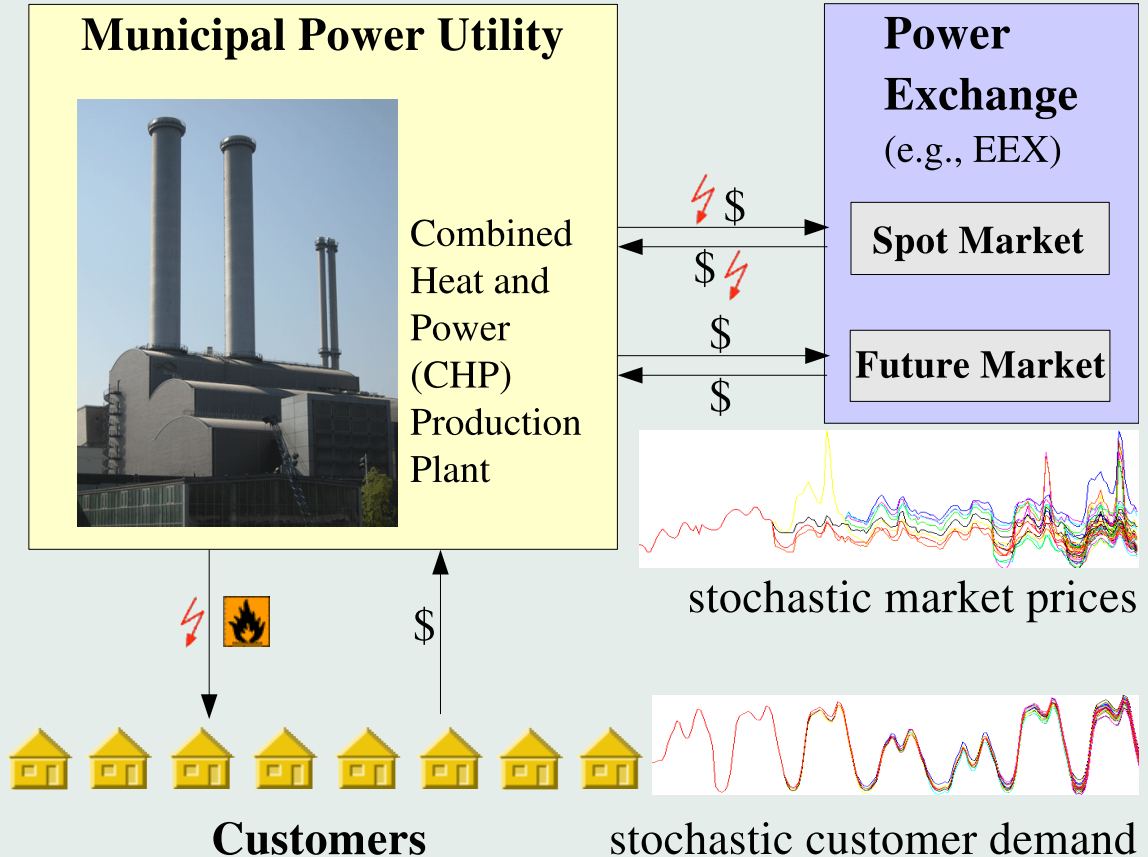 Municipal Power Utility
Combined
Heat and
Power
(CHP)
Production
Plant
Power
Exchange
(e.g., EEX)
$
Spot Market
$
$
Future Market
$
stochastic market prices
$
Customers
stochastic customer demand